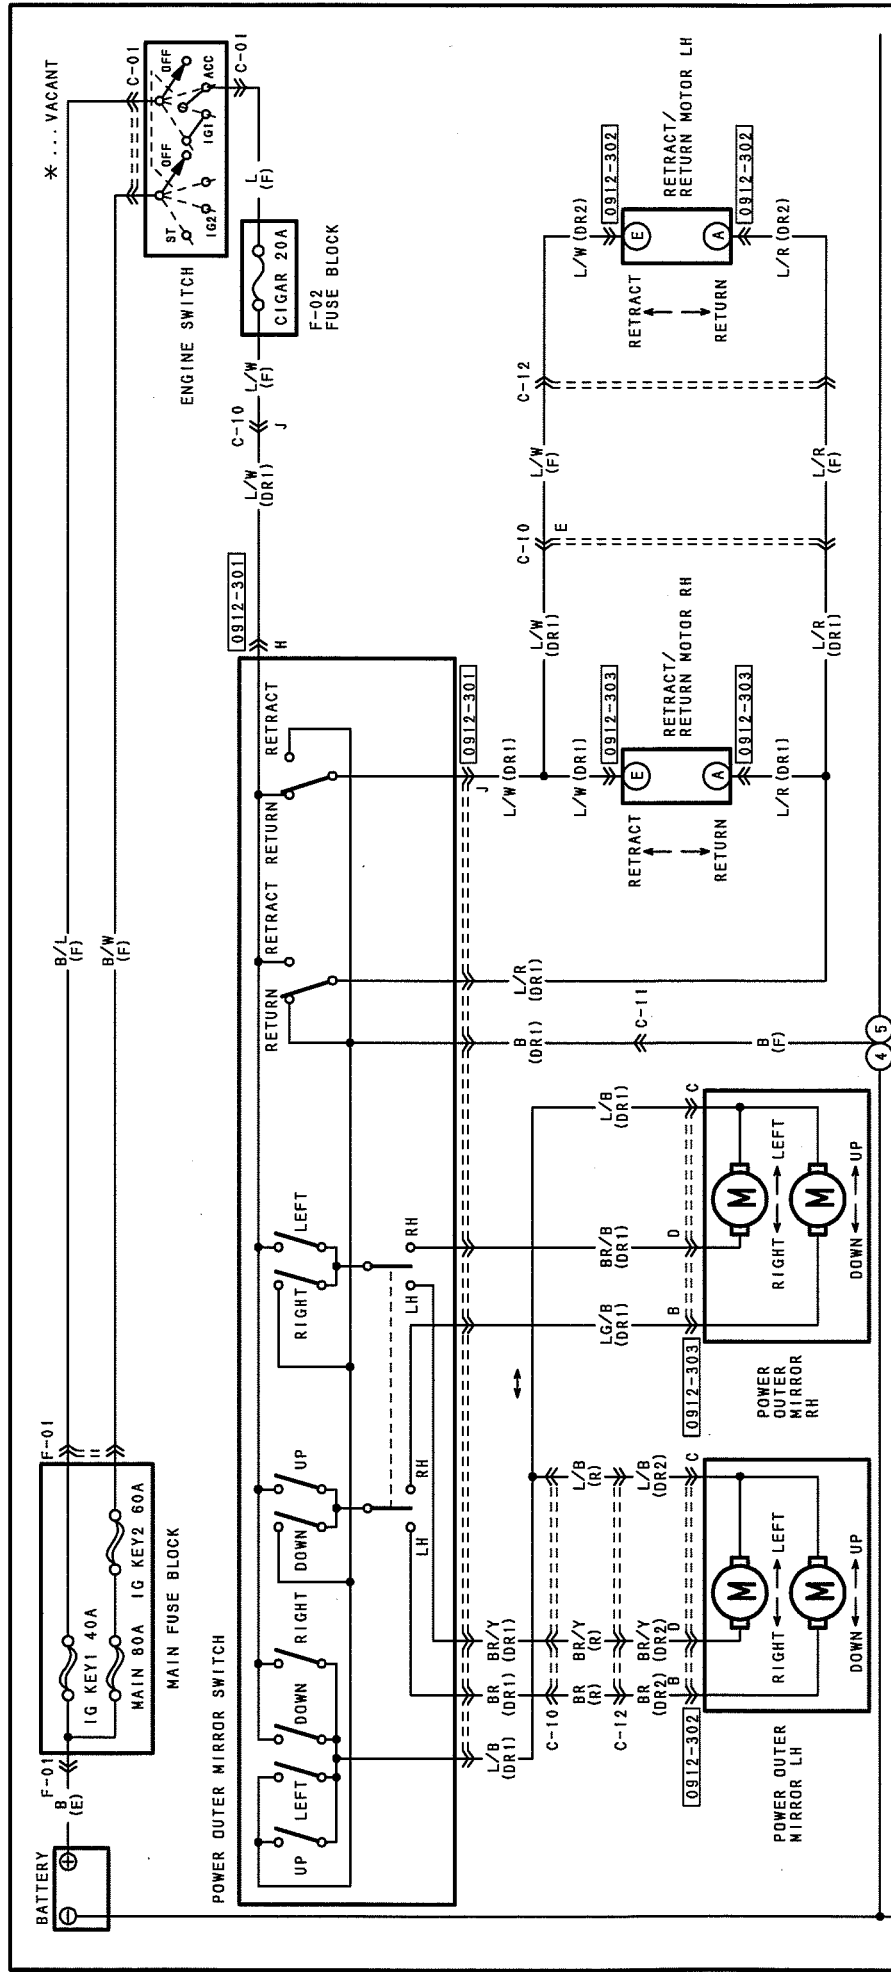 * ... VACANT
BATTERY
B
(E)
F-01
IG KEY1 40A
MAIN 80A IG KEY2 60A
MAIN FUSE BLOCK
F-01
B/L
(F)
B/W
(F)
C-01
OFF
ACC
IG1
OFF
ST
IG2
C-01
ENGINE SWITCH
L
(F)
CIGAR 20A
F-02
FUSE BLOCK
L/W
(F)
C-10
J
L/W
(DR1)
0912-301
H
POWER OUTER MIRROR SWITCH
UP
LEFT
DOWN
RIGHT
DOWN
UP
LH
RH
RIGHT
LEFT
LH
RH
RETURN
RETRACT
RETURN
RETRACT
0912-301
J
L/B
(DR1)
BR
(DR1)
BR/Y
(DR1)
C-10
BR
(R)
BR/Y
(R)
L/B
(R)
C-12
BR
(DR2)
BR/Y
(DR2)
L/B
(DR2)
B
D
C
0912-302
POWER OUTER
MIRROR LH
M
RIGHT
LEFT
M
DOWN
UP
LG/B
(DR1)
BR/B
(DR1)
L/B
(DR1)
B
D
C
0912-303
POWER
OUTER
MIRROR
RH
M
RIGHT
LEFT
M
DOWN
UP
B
(DR1)
C-11
B
(F)
4
5
L/R
(DR1)
L/W (DR1)
L/W (DR1)
0912-303
E
A
0912-303
L/R (DR1)
RETRACT
RETURN
RETRACT/
RETURN MOTOR RH
L/W
(DR1)
L/R
(DR1)
C-10
E
L/W
(F)
L/R
(F)
C-12
L/W (DR2)
0912-302
E
A
0912-302
L/R (DR2)
RETRACT
RETURN
RETRACT/
RETURN MOTOR LH